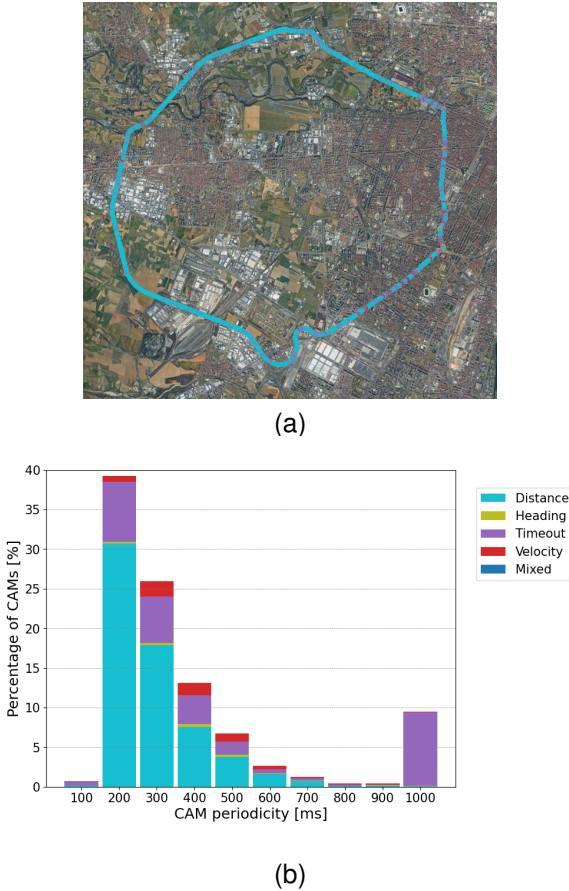 (a)
40
35
30
25
20
15
10
5
0
Percentage of CAMs [%]
100 200 300 400 500 600 700 800 900 1000
CAM periodicity [ms]
Distance
Heading
Timeout
Velocity
Mixed
(b)